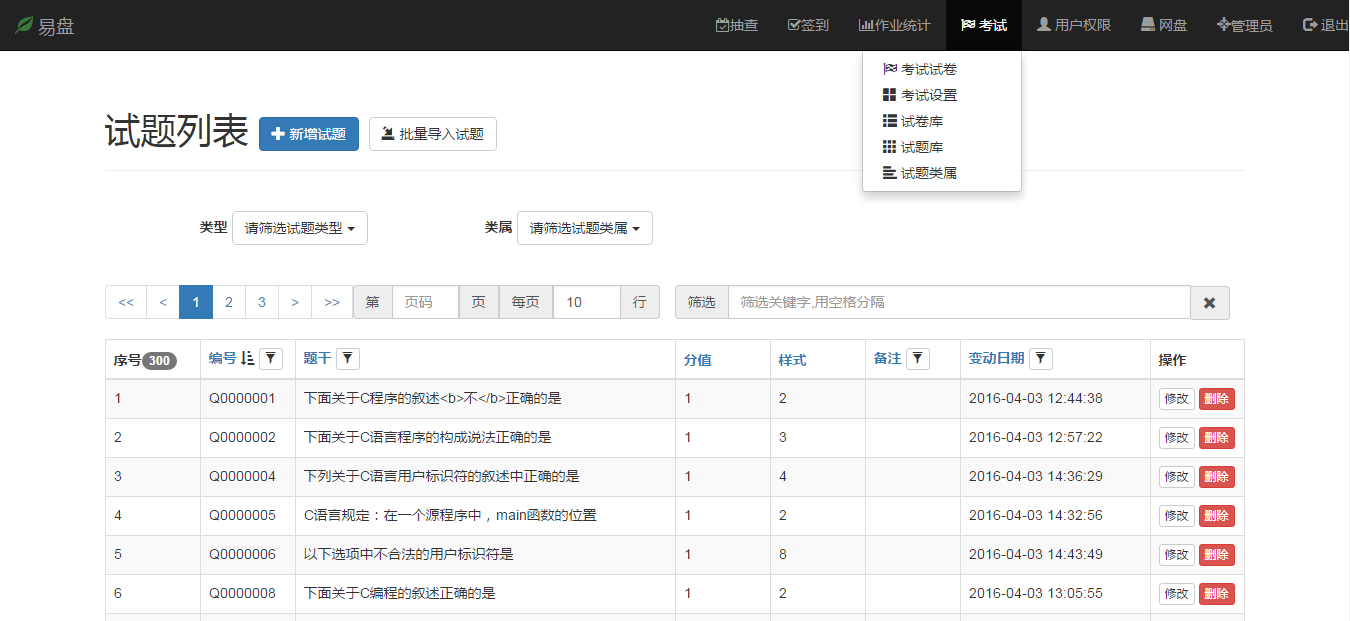 易盘 抽查 签到 作业统计 考试 用户权限 网盘 管理员 退出
考试试卷
考试设置
试卷库
试题库
试题类属
试题列表 新增试题 批量导入试题
类型 请筛选试题类型 类属 请筛选试题类属
<< < 1 2 3 > >> 第 页码 页 每页 10 行 筛选 筛选关键字,用空格分隔
序号 300 编号 题干 分值 样式 备注 变动日期 操作
1 Q0000001 下面关于C程序的叙述<b>不</b>正确的是 1 2 2016-04-03 12:44:38 修改 删除
2 Q0000002 下面关于C语言程序的构成说法正确的是 1 3 2016-04-03 12:57:22 修改 删除
3 Q0000004 下列关于C语言用户标识符的叙述中正确的是 1 4 2016-04-03 14:36:29 修改 删除
4 Q0000005 C语言规定：在一个源程序中，main函数的位置 1 2 2016-04-03 14:32:56 修改 删除
5 Q0000006 以下选项中不合法的用户标识符是 1 8 2016-04-03 14:43:49 修改 删除
6 Q0000008 下面关于C编程的叙述正确的是 1 2 2016-04-03 13:05:55 修改 删除